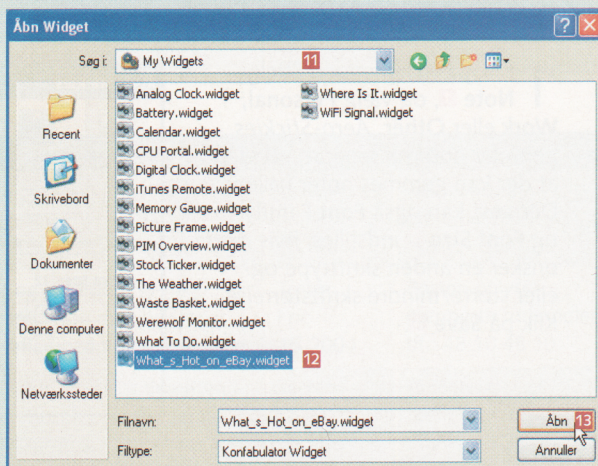 Åbn Widget
Søg i: My Widgets 11
Recent
Skrivebord
Dokumenter
Denne computer
Netværkssteder
Analog Clock.widget
Battery.widget
Calendar.widget
CPU Portal.widget
Digital Clock.widget
iTunes Remote.widget
Memory Gauge.widget
Picture Frame.widget
PIM Overview.widget
Stock Ticker.widget
The Weather.widget
Waste Basket.widget
Werewolf Monitor.widget
What To Do.widget
What_s_Hot_on_eBay.widget 12
Where Is It.widget
WiFi Signal.widget
Filnavn: What_s_Hot_on_eBay.widget Åbn 13
Filtype: Konfabulator Widget Annuller